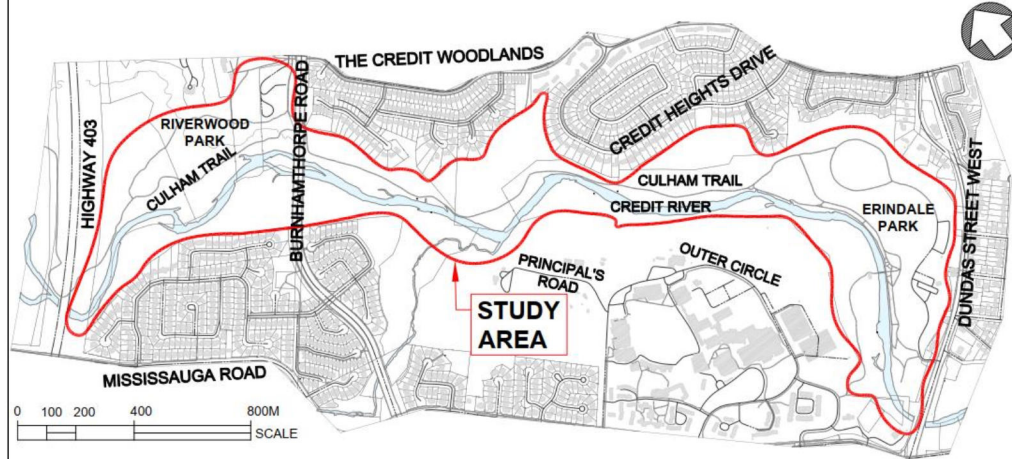 THE CREDIT WOODLANDS
CREDIT HEIGHTS DRIVE
RIVERWOOD
PARK
HIGHWAY 403
CULHAM TRAIL
BURNHAMTHORPE ROAD
CULHAM TRAIL
CREDIT RIVER
ERINDALE
PARK
DUNDAS STREET WEST
PRINCIPAL'S
ROAD
OUTER CIRCLE
STUDY
AREA
MISSISSAUGA ROAD
0 100 200 400 800M
SCALE